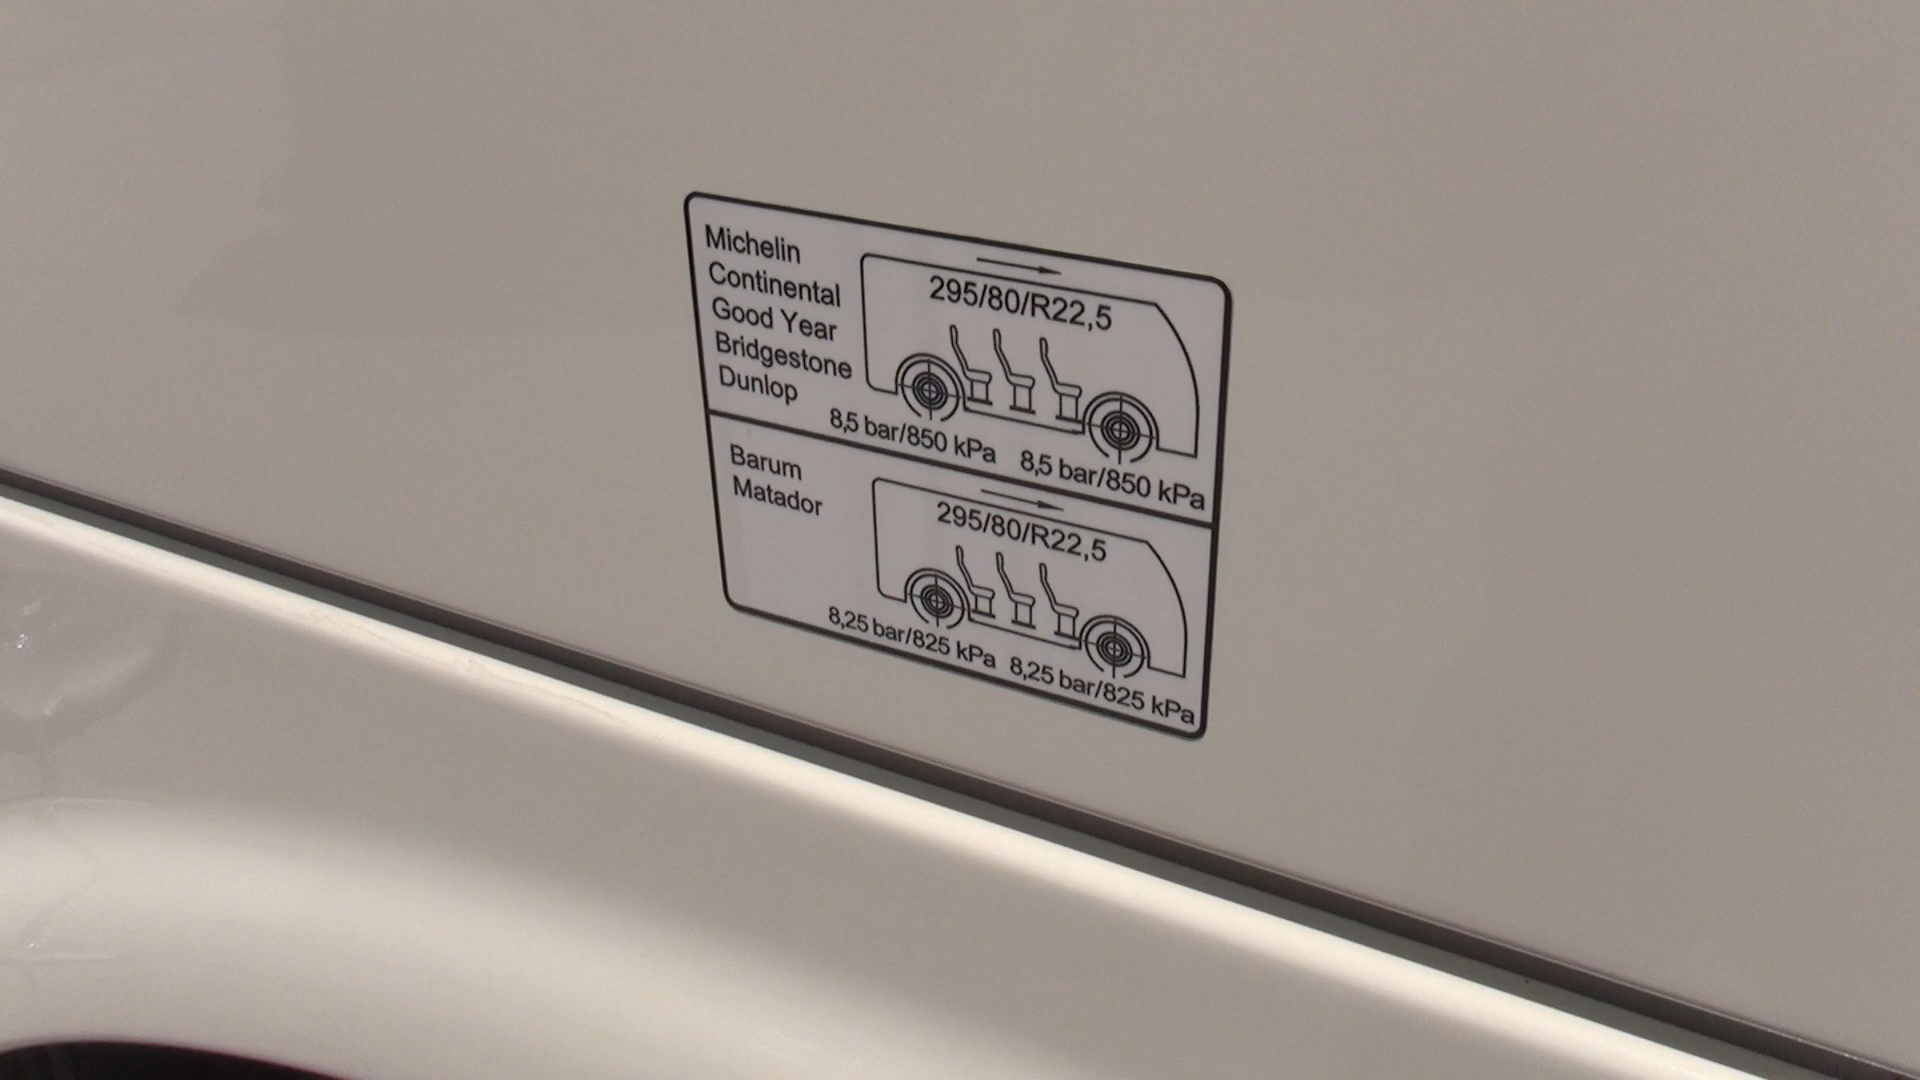 Michelin
Continental
Good Year
Bridgestone
Dunlop
295/80/R22,5
8,5 bar/850 kPa 8,5 bar/850 kPa
Barum
Matador
295/80/R22,5
8,25 bar/825 kPa 8,25 bar/825 kPa